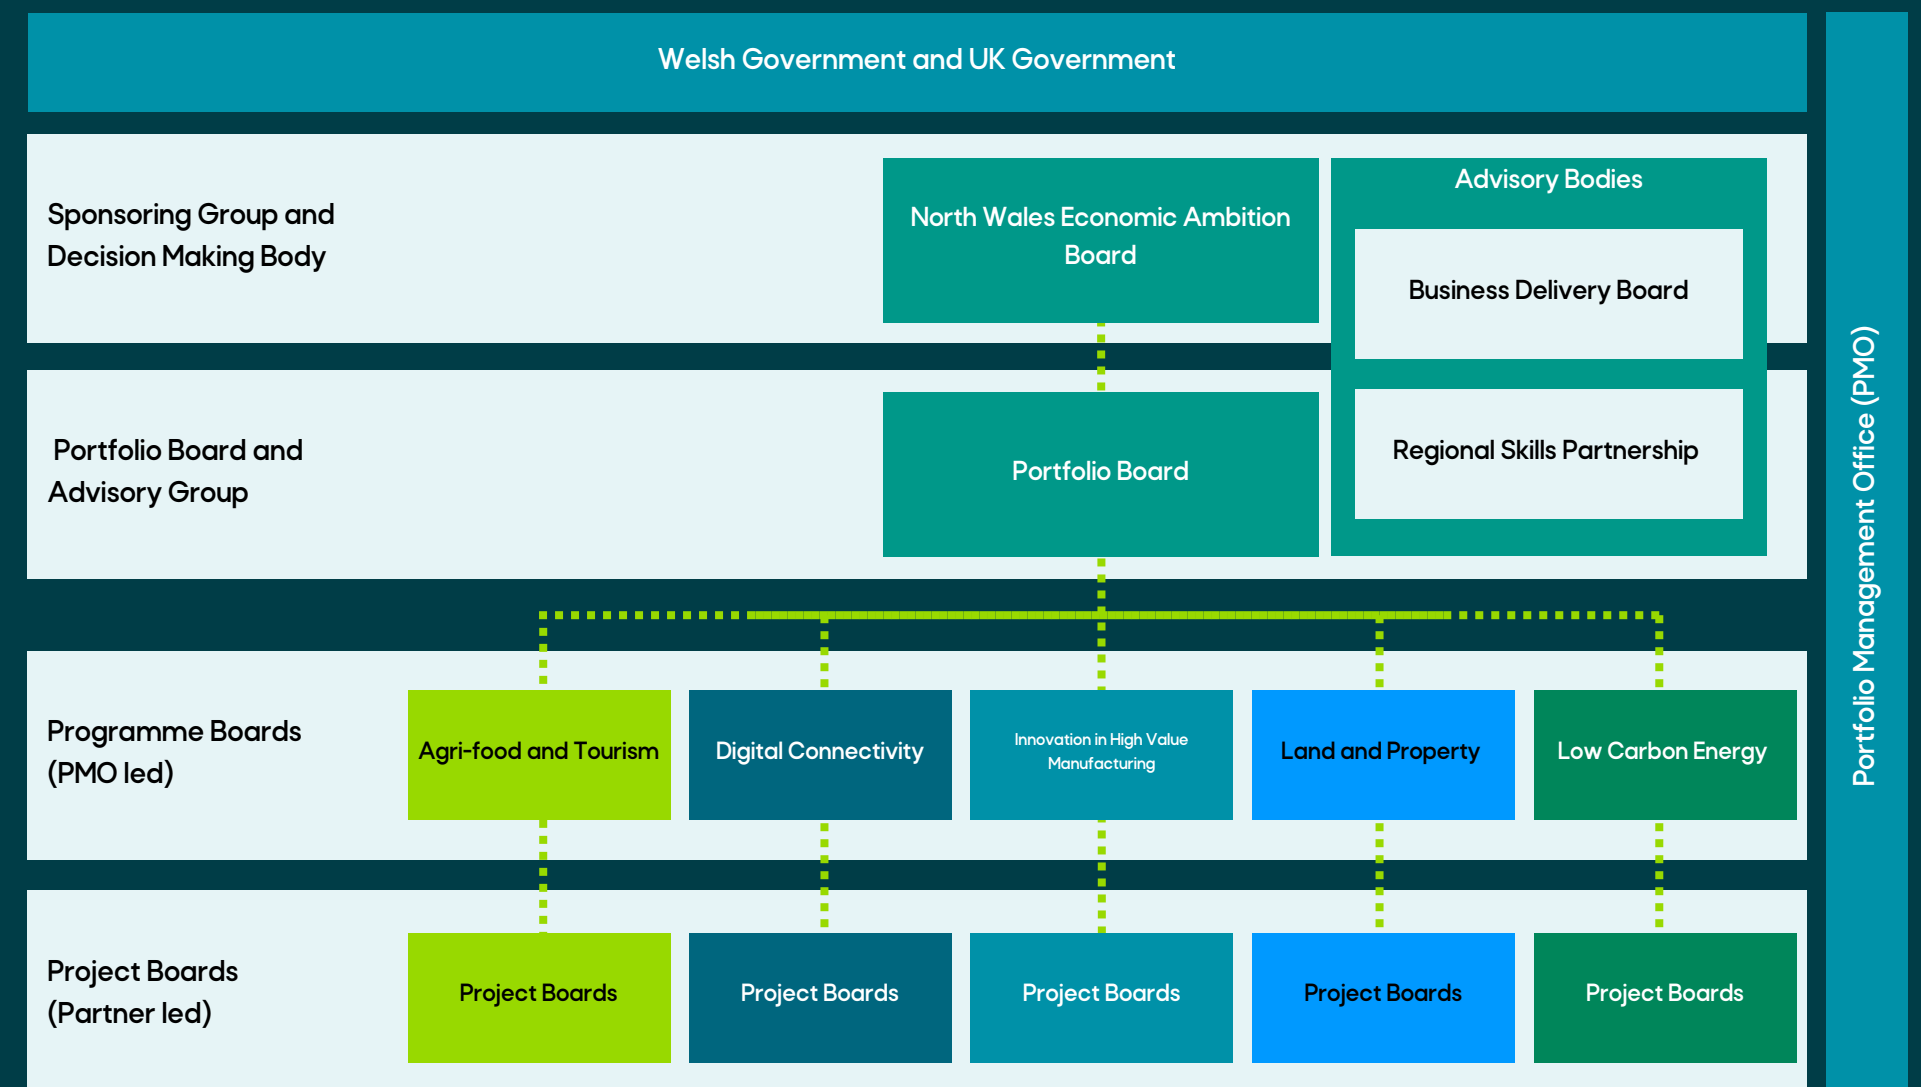 Welsh Government and UK Government
Sponsoring Group and
Decision Making Body
North Wales Economic Ambition
Board
Advisory Bodies
Business Delivery Board
Portfolio Board and
Advisory Group
Portfolio Board
Regional Skills Partnership
Programme Boards
(PMO led)
Agri-food and Tourism
Digital Connectivity
Innovation in High Value
Manufacturing
Land and Property
Low Carbon Energy
Project Boards
(Partner led)
Project Boards
Project Boards
Project Boards
Project Boards
Project Boards
Portfolio Management Office (PMO)